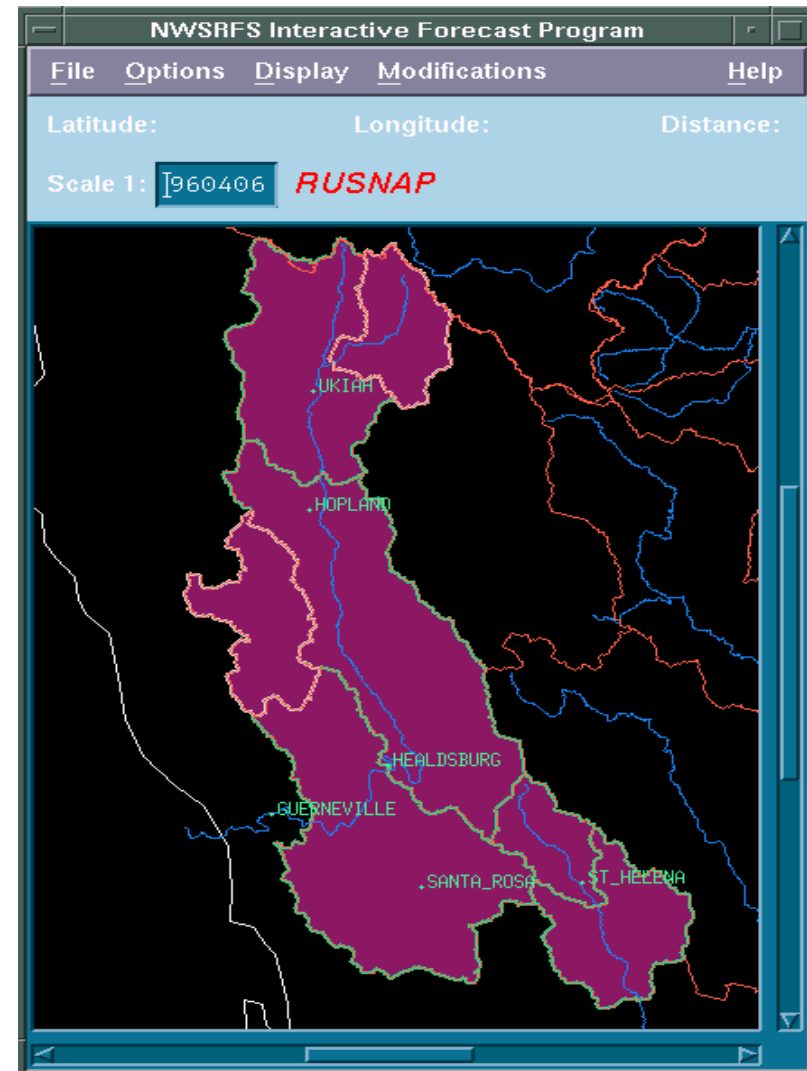 NWSRFS Interactive Forecast Program
File Options Display Modifications Help
Latitude: Longitude: Distance:
Scale 1: 960406 RUSNAP
UKIAH
HOPLAND
HEALDSBURG
GUERNEVILLE
SANTA_ROSA
ST_HELENA